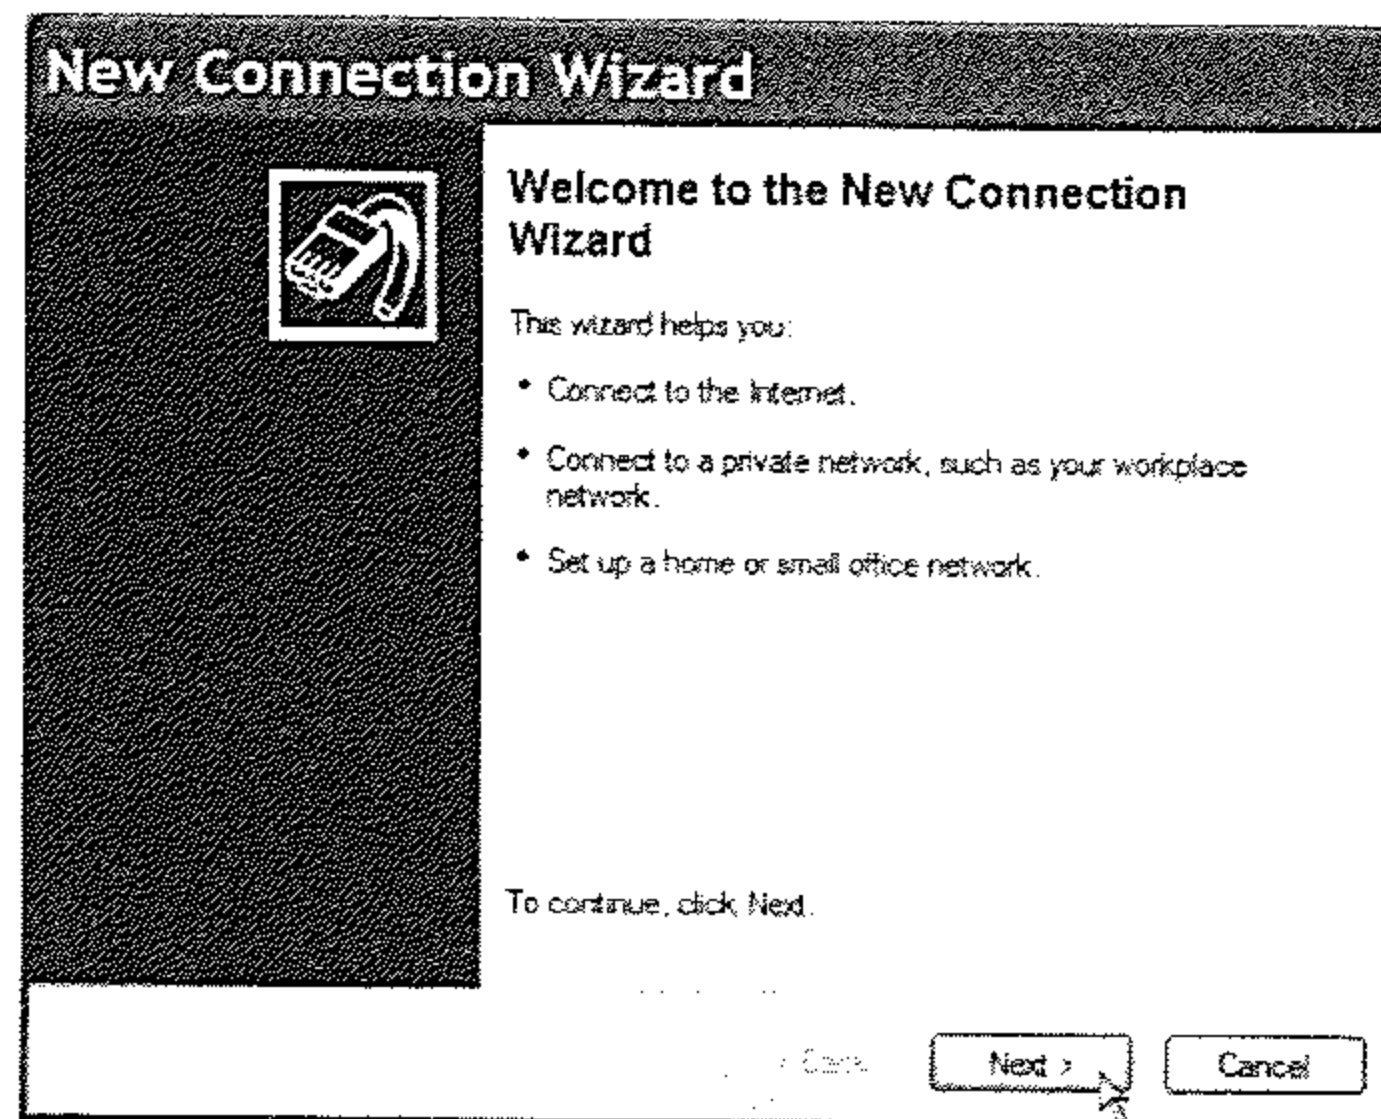 New Connection Wizard
Welcome to the New Connection
Wizard
This wizard helps you:
• Connect to the Internet.
• Connect to a private network, such as your workplace
network.
• Set up a home or small office network.
To continue, click Next.
Next >
Cancel